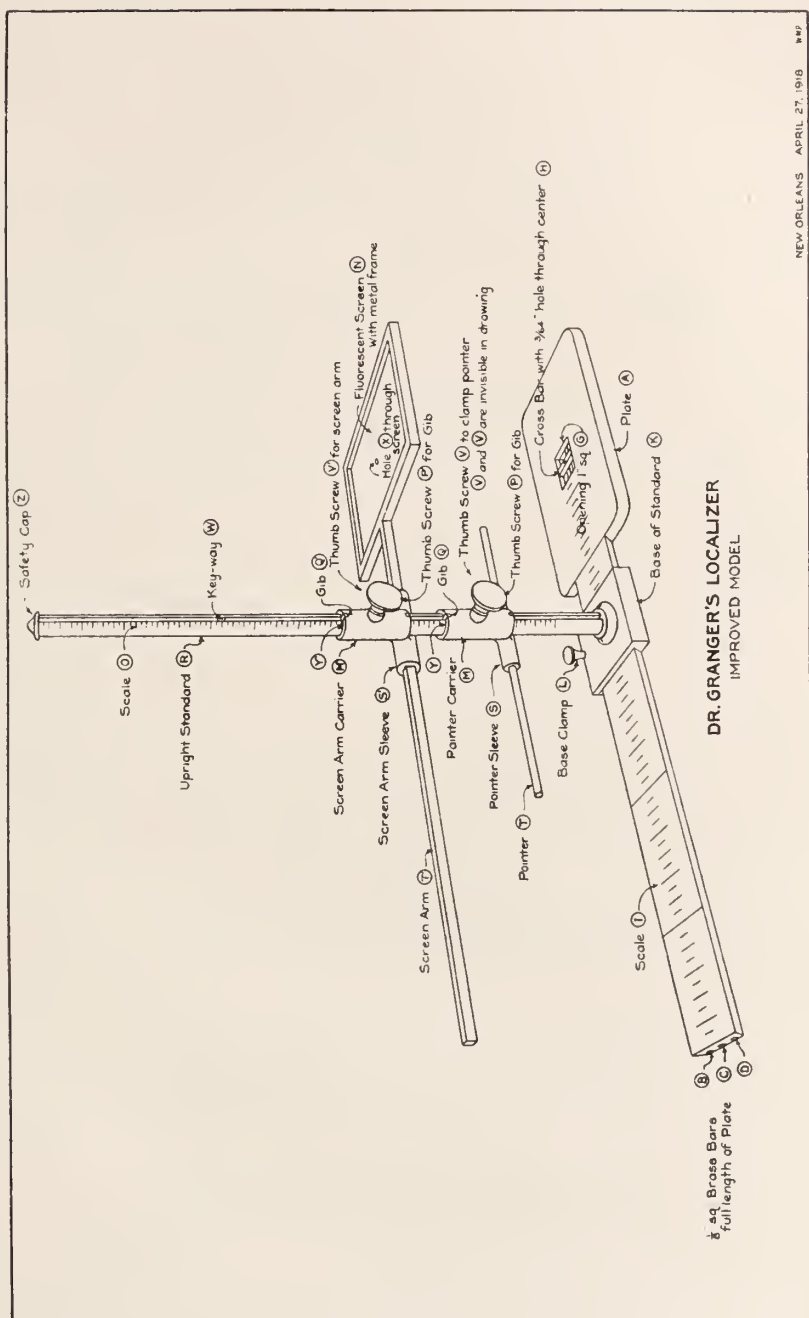 Safety Cap Z
Scale O
Key-way W
Upright Standard R
Gib Q
Thumb Screw Y for screen arm
Fluorescent Screen N
with metal frame
Hole X through
screen
Y
Screen Arm Carrier M
Thumb Screw P for Gib
Screen Arm Sleeve S
Gib Q
Thumb Screw V to clamp pointer
V and V are invisible in drawing
Y
Pointer Carrier
M
Thumb Screw P for Gib
Cross Bar with 3/64" hole through center H
Screen Arm T
Pointer Sleeve S
Opening 1" sq G
Pointer T
Base Clamp L
Plate A
Base of Standard K
Scale I
B
C
D
1/8" sq Brass Bars
full length of Plate
DR. GRANGER'S LOCALIZER
IMPROVED MODEL
NEW ORLEANS APRIL 27, 1918